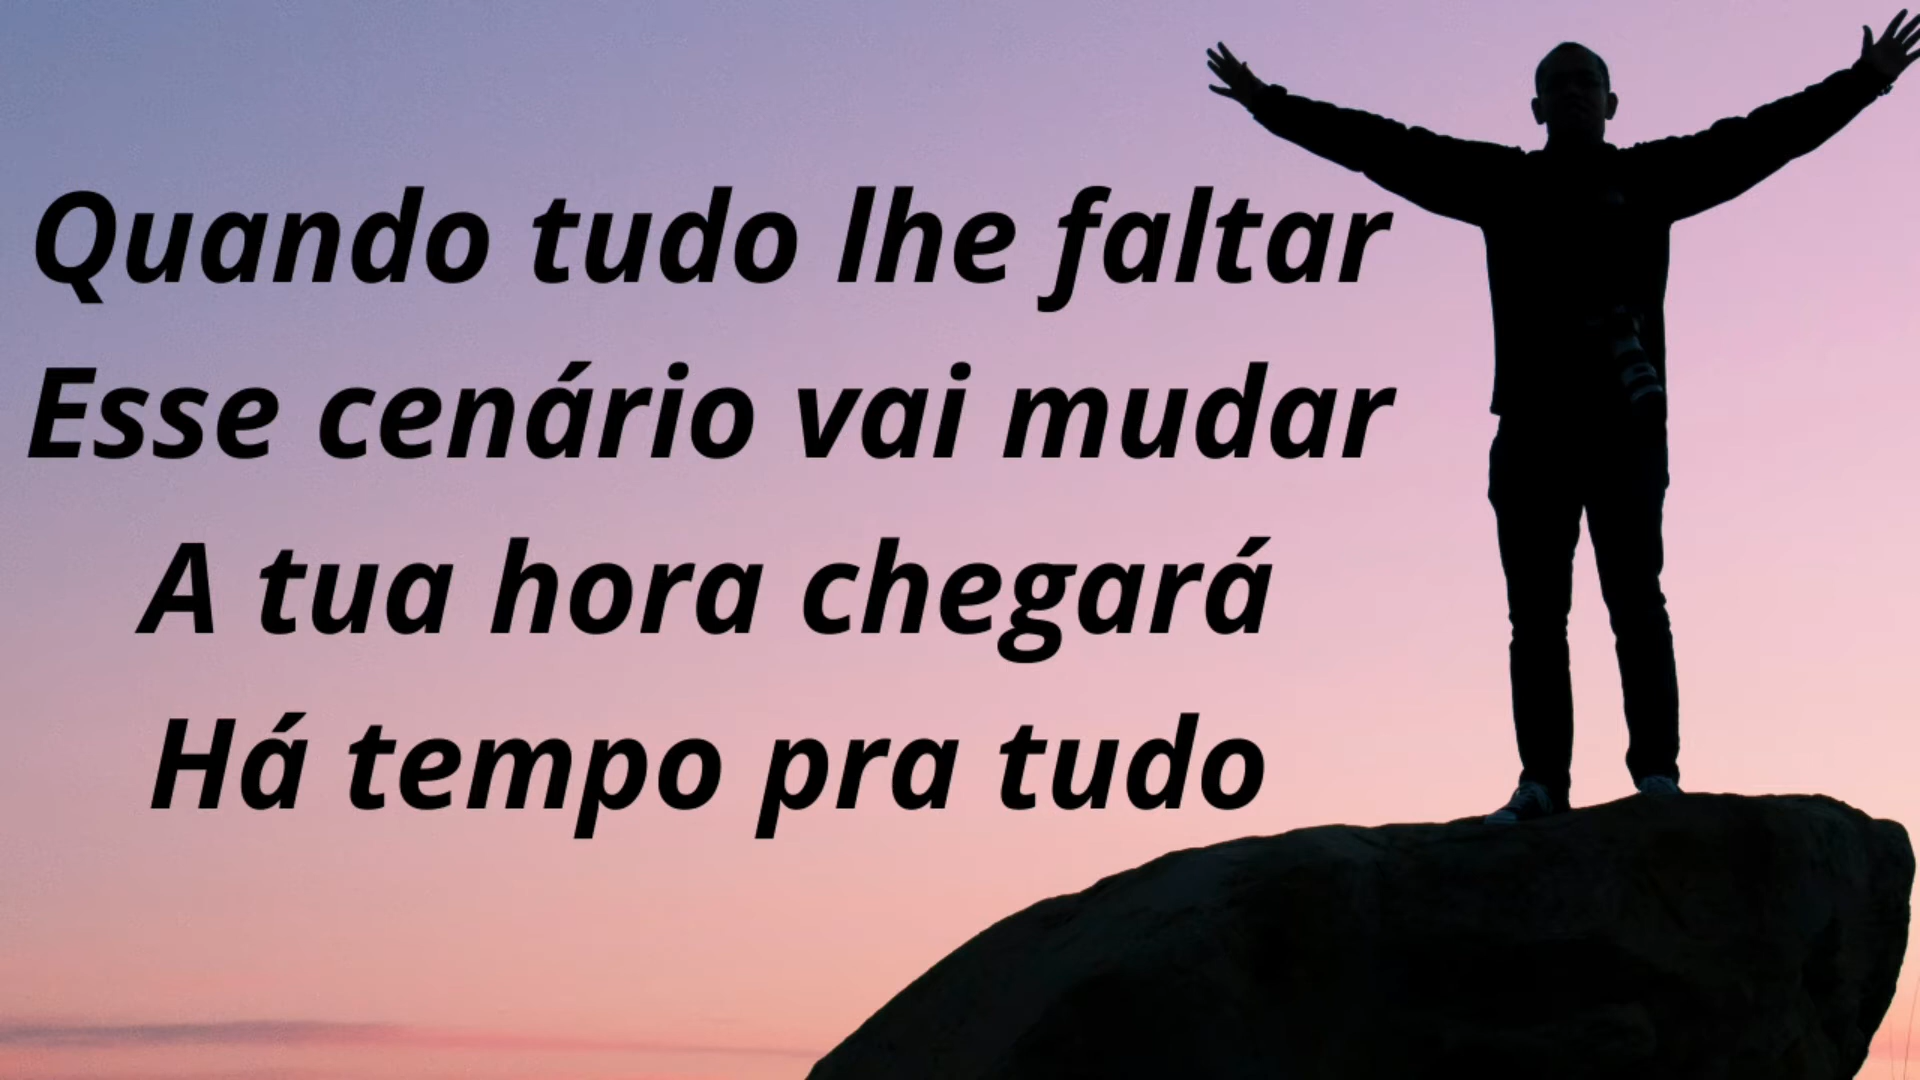 Quando tudo lhe faltar
Esse cenário vai mudar
A tua hora chegará
Há tempo pra tudo